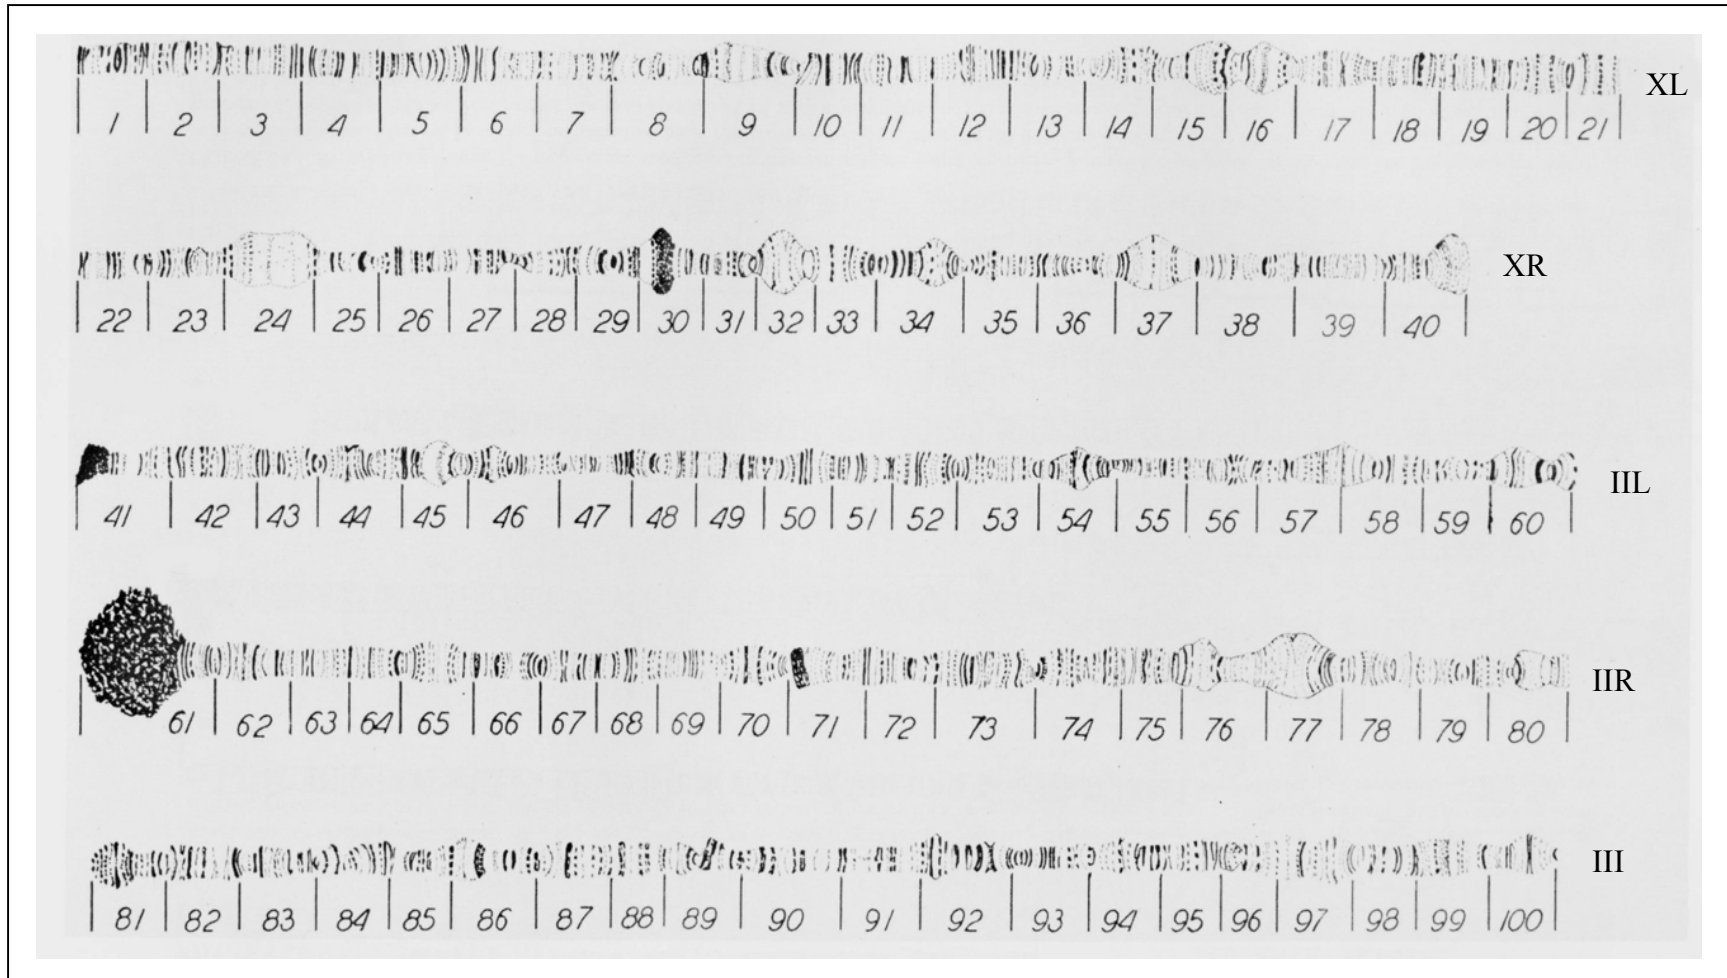 XL
1 2 3 4 5 6 7 8 9 10 11 12 13 14 15 16 17 18 19 20 21
XR
22 23 24 25 26 27 28 29 30 31 32 33 34 35 36 37 38 39 40
IIL
41 42 43 44 45 46 47 48 49 50 51 52 53 54 55 56 57 58 59 60
IIR
61 62 63 64 65 66 67 68 69 70 71 72 73 74 75 76 77 78 79 80
III
81 82 83 84 85 86 87 88 89 90 91 92 93 94 95 96 97 98 99 100